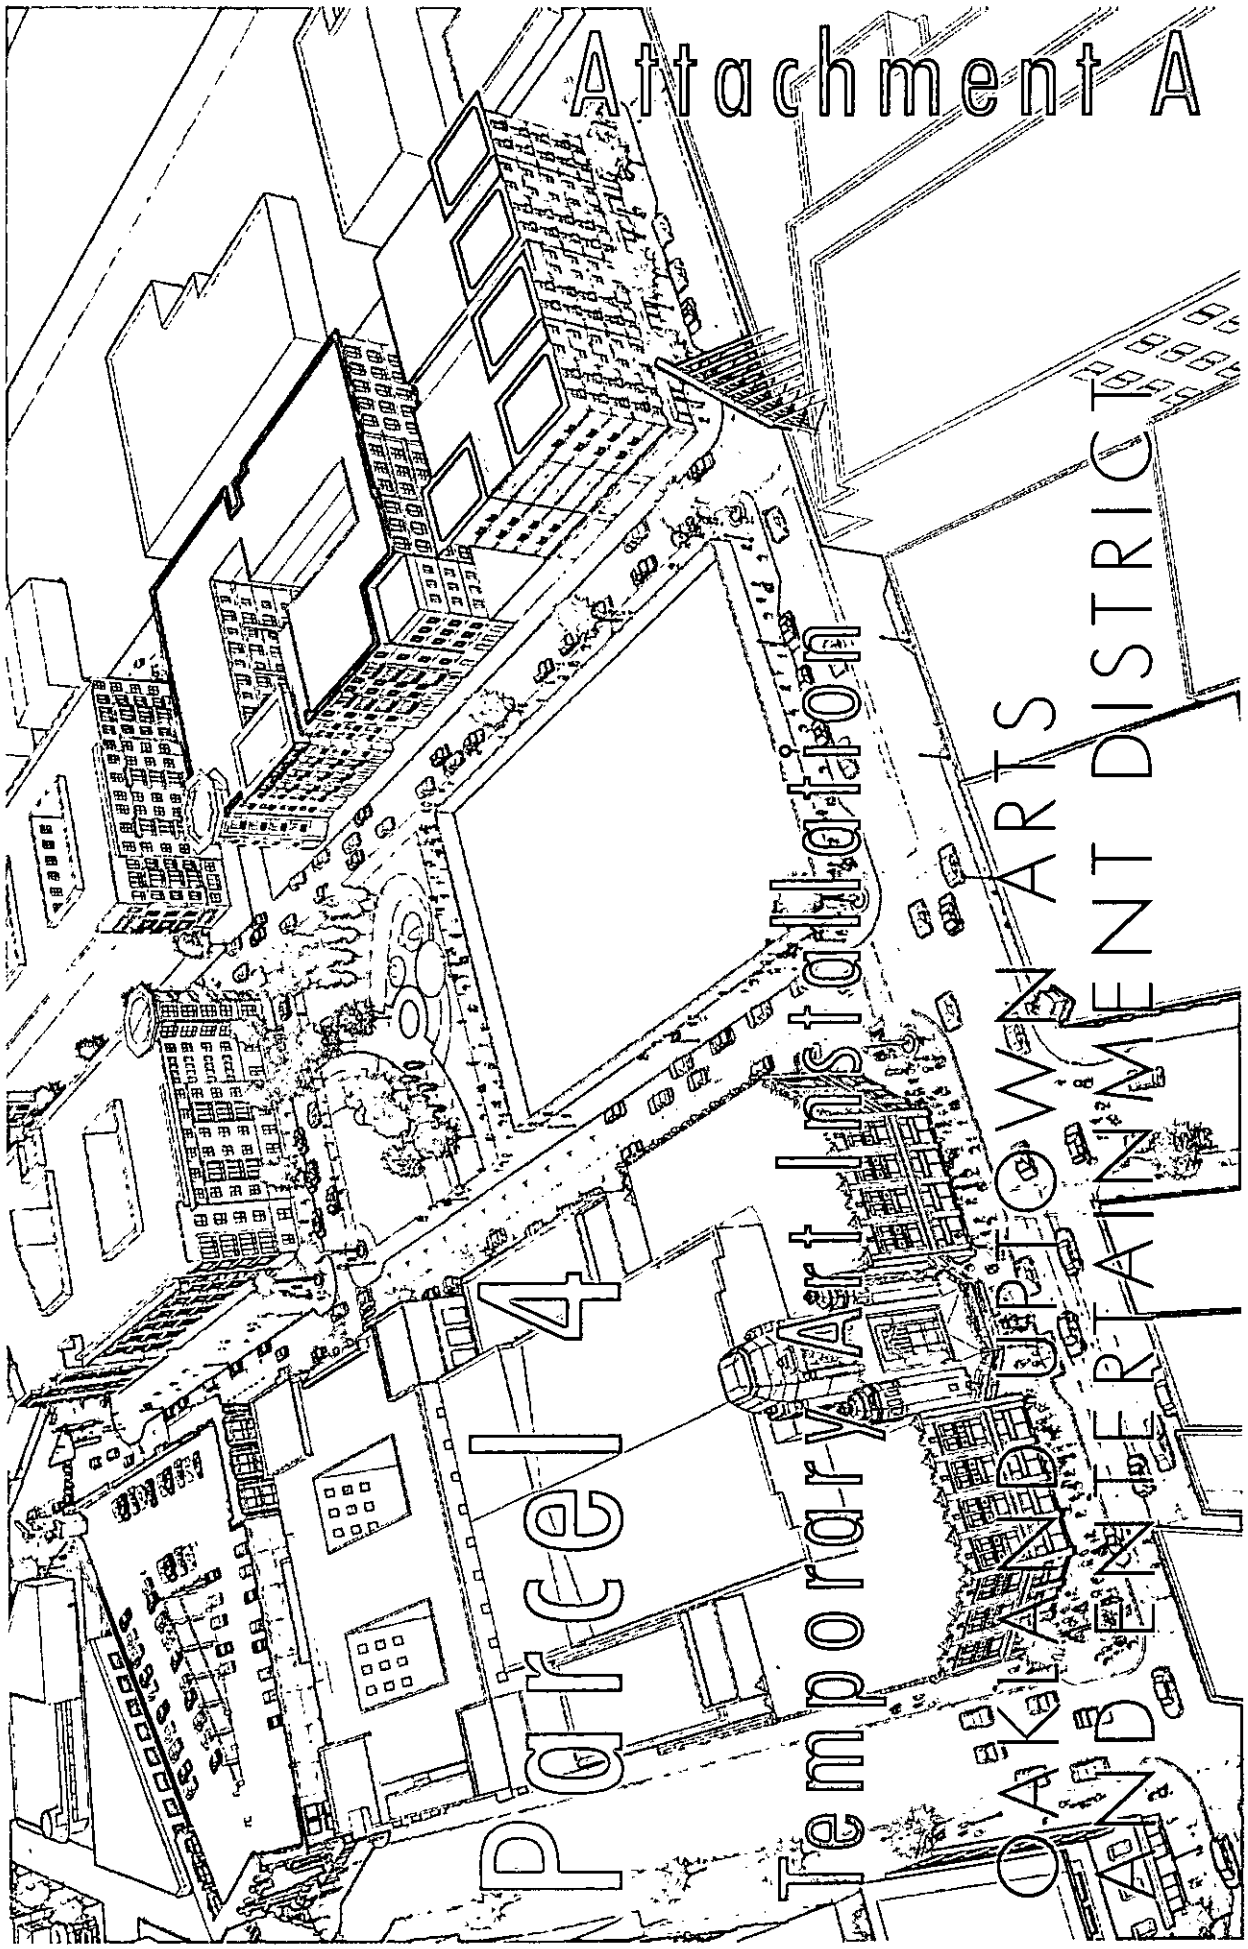 Attachment A
Parcel 4
Temporary Art Installation
OAKLAND UPTOWN ARTS
AND ENTERTAINMENT DISTRICT